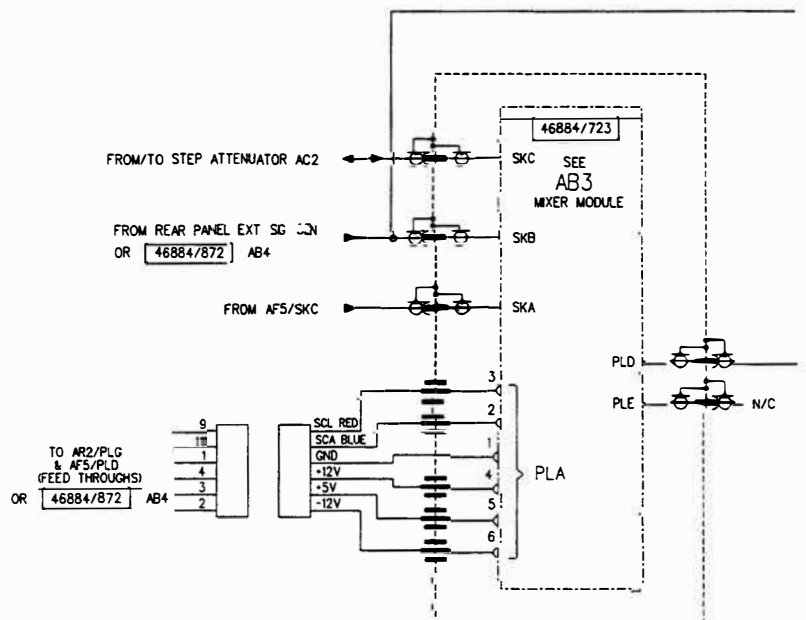 46884/723
SEE
AB3
MIXER MODULE
FROM/TO STEP ATTENUATOR AC2
SKC
FROM REAR PANEL EXT SG
OR 46884/872 AB4
SKB
FROM AF5/SKC
SKA
PLD
PLE
N/C
3
2
1
4
5
6
PLA
SCL RED
SCA BLUE
GND
+12V
+5V
-12V
9
1
4
3
2
TO AR2/PLG
& AF5/PLD
(FEED THROUGHS)
OR 46884/872 AB4